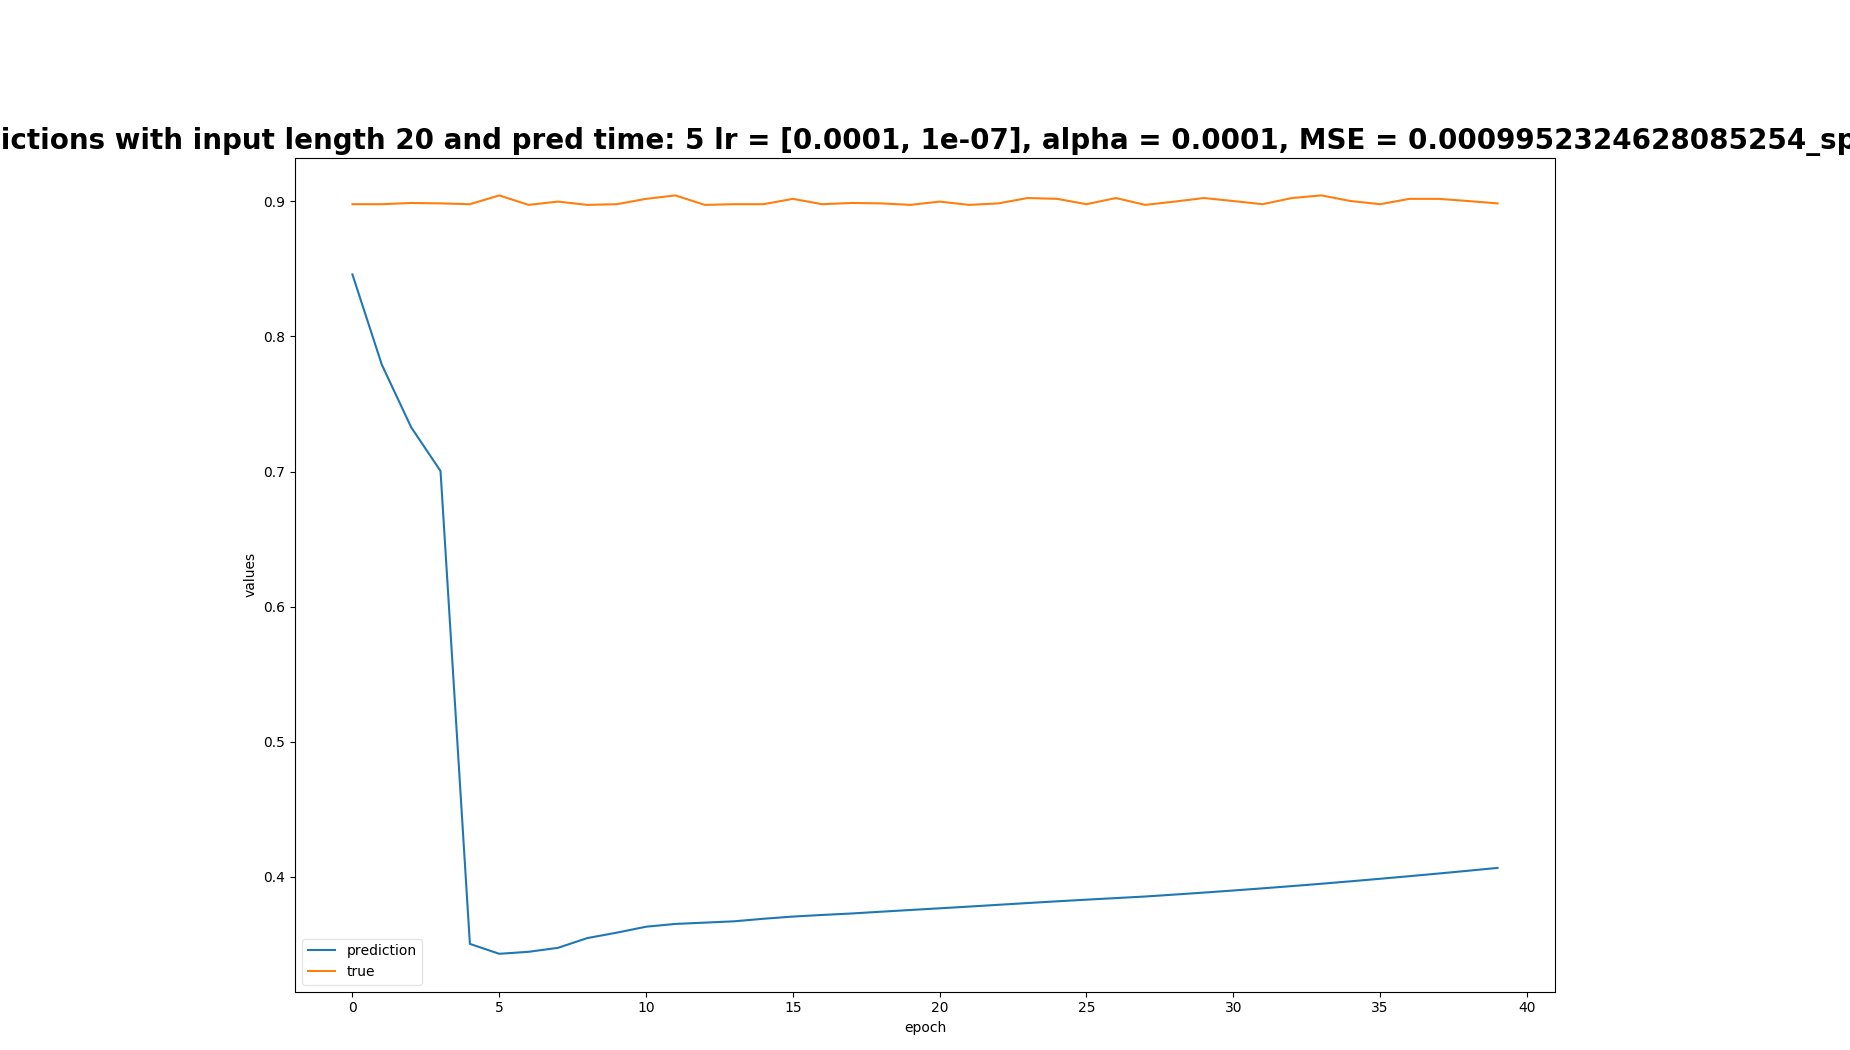 ictions with input length 20 and pred time: 5 lr = [0.0001, 1e-07], alpha = 0.0001, MSE = 0.0009952324628085254_sp
0.9
0.8
0.7
0.6
0.5
0.4
values
prediction
true
0 5 10 15 20 25 30 35 40
epoch